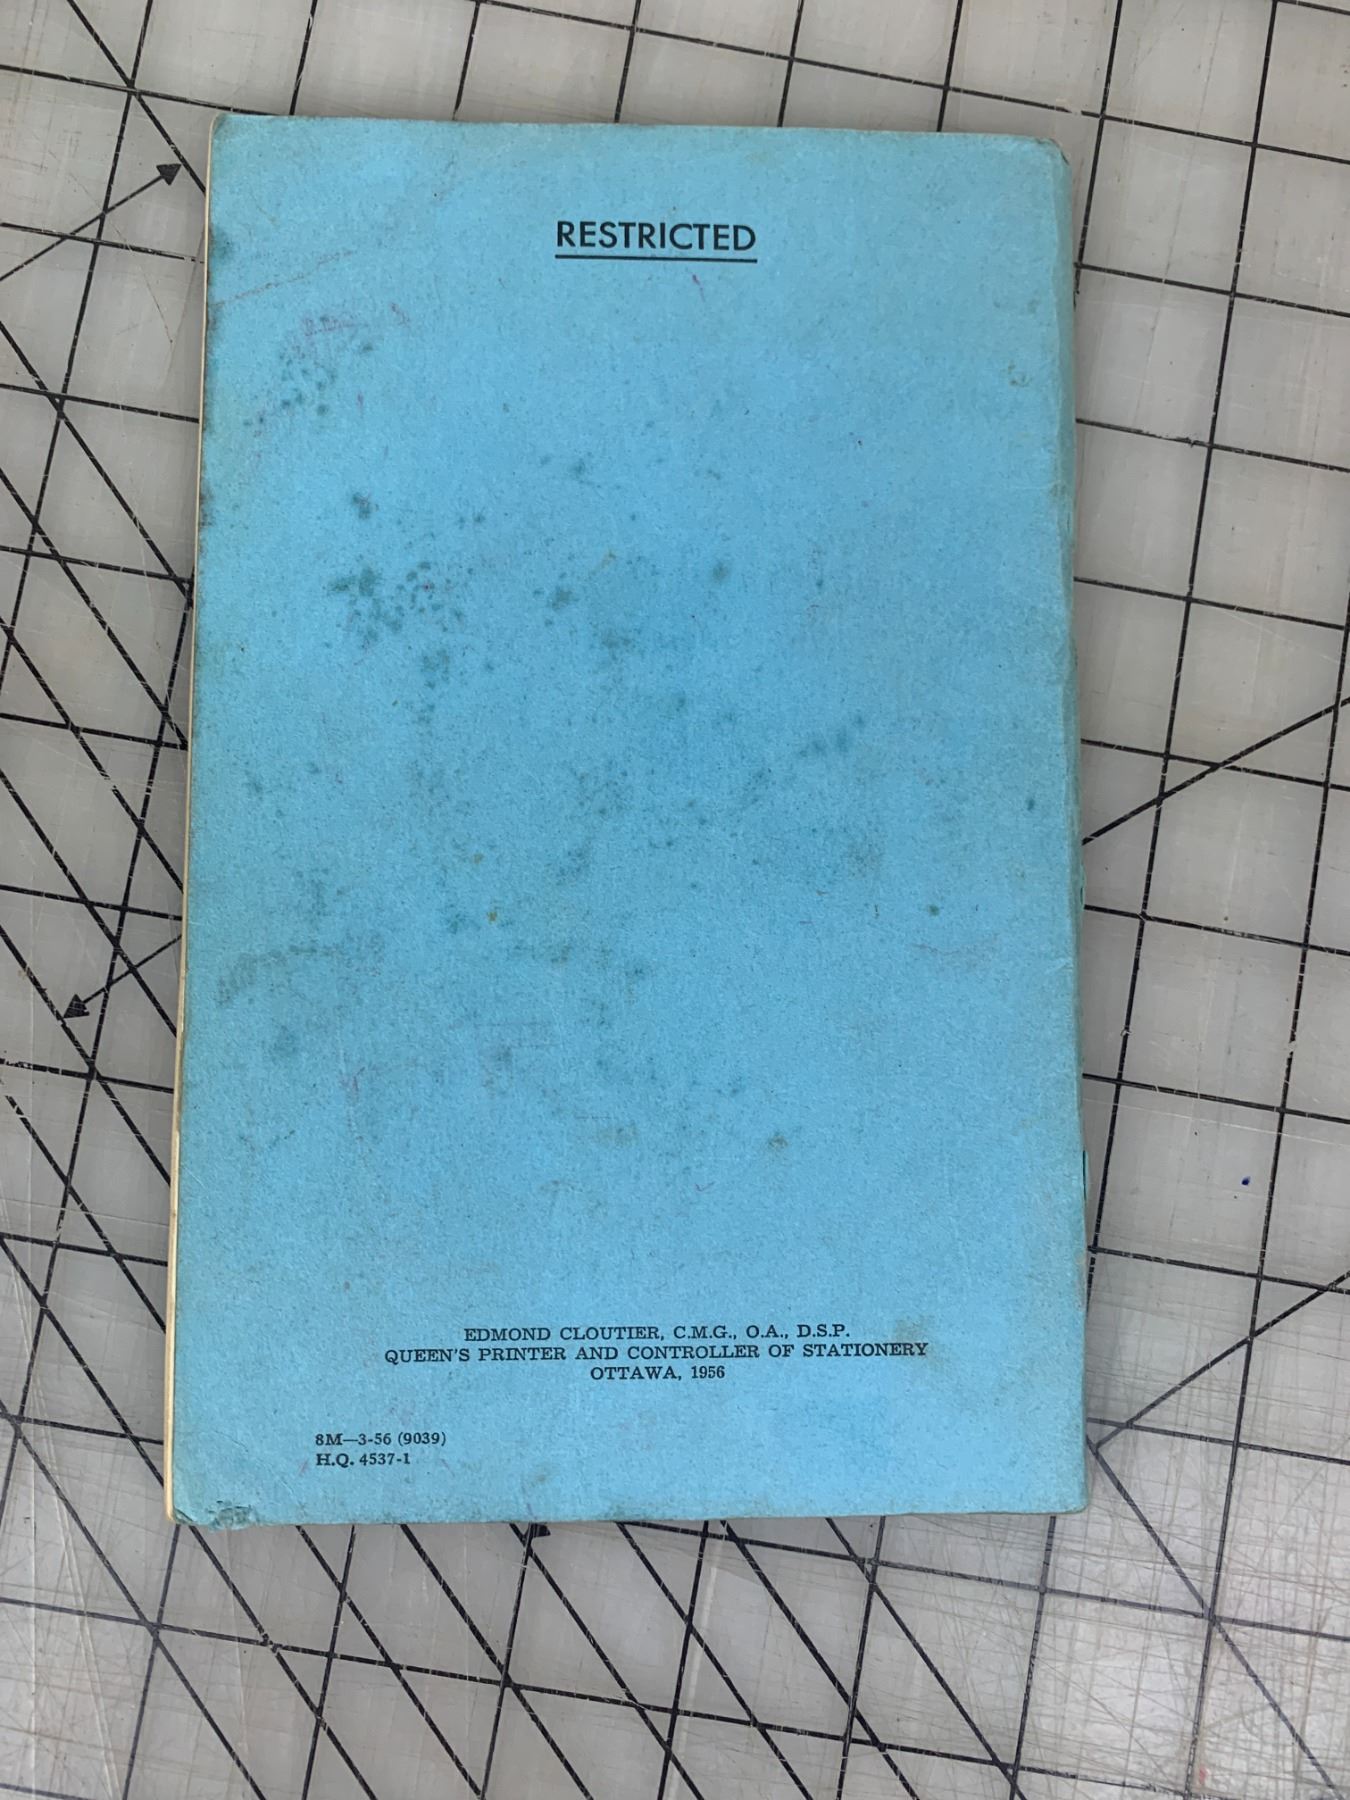 RESTRICTED
EDMOND CLOUTIER, C.M.G., O.A., D.S.P.
QUEEN'S PRINTER AND CONTROLLER OF STATIONERY
OTTAWA, 1956
8M—3-56 (9039)
H.Q. 4537-1